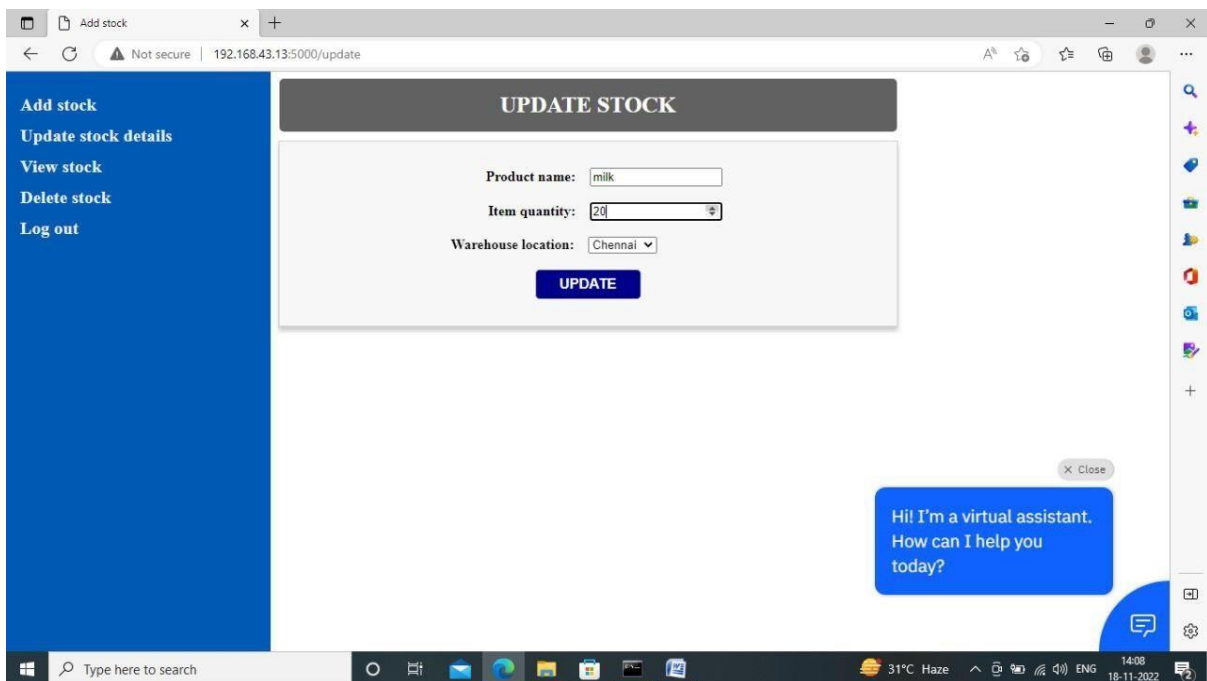 Add stock
Not secure | 192.168.43.13:5000/update
Add stock
Update stock details
View stock
Delete stock
Log out
UPDATE STOCK
Product name: milk
Item quantity: 20
Warehouse location: Chennai
UPDATE
× Close
Hi! I'm a virtual assistant.
How can I help you
today?
Type here to search
31°C Haze
ENG
14:08
18-11-2022
2